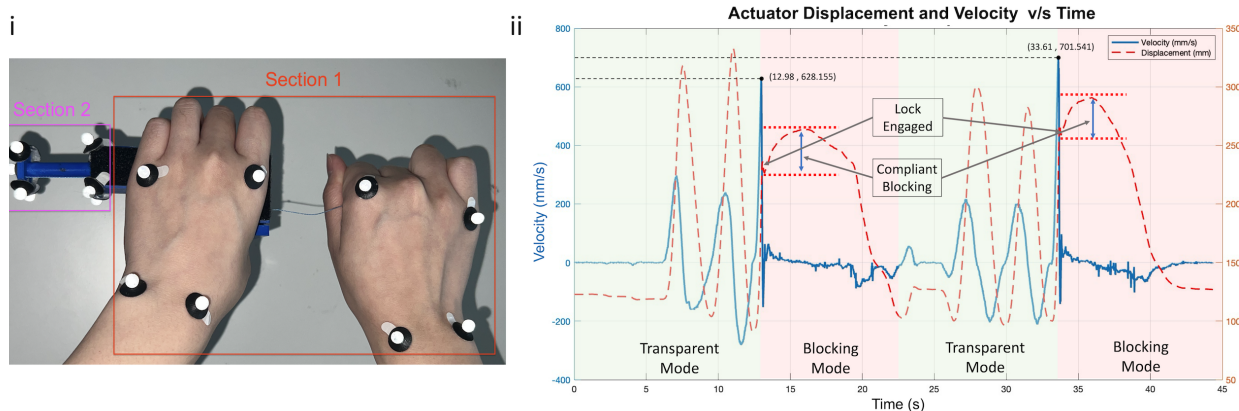 i
Section 1
Section 2
ii
Actuator Displacement and Velocity v/s Time
800
600
400
200
0
-200
-400
Velocity (mm/s)
350
300
250
200
150
100
50
0
5
10
15
20
25
30
35
40
45
Time (s)
Velocity (mm/s)
Displacement (mm)
(12.98 , 628.155)
(33.61 , 701.541)
Lock
Engaged
Compliant
Blocking
Transparent
Mode
Blocking
Mode
Transparent
Mode
Blocking
Mode